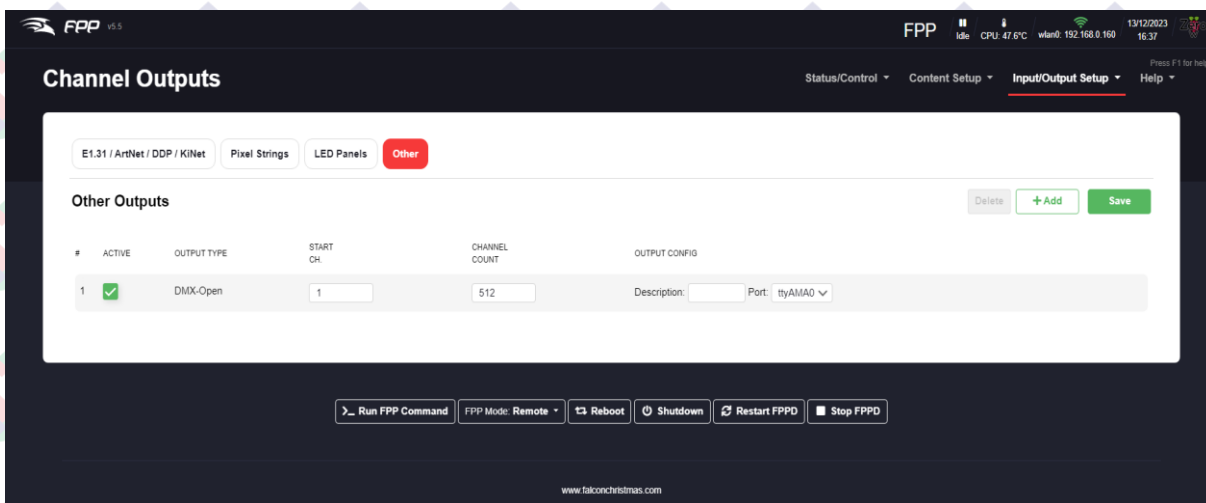 FPP v5.5
FPP Idle CPU: 47.6°C wlan0: 192.168.0.160 13/12/2023 16:37
Press F1 for help
Channel Outputs
Status/Control Content Setup Input/Output Setup Help
E1.31 / ArtNet / DDP / KiNet Pixel Strings LED Panels Other
Other Outputs
Delete + Add Save
# ACTIVE OUTPUT TYPE START CH. CHANNEL COUNT OUTPUT CONFIG
1 DMX-Open 1 512 Description: Port: ttyAMA0
>_ Run FPP Command FPP Mode: Remote Reboot Shutdown Restart FPPD Stop FPPD
www.falconchristmas.com